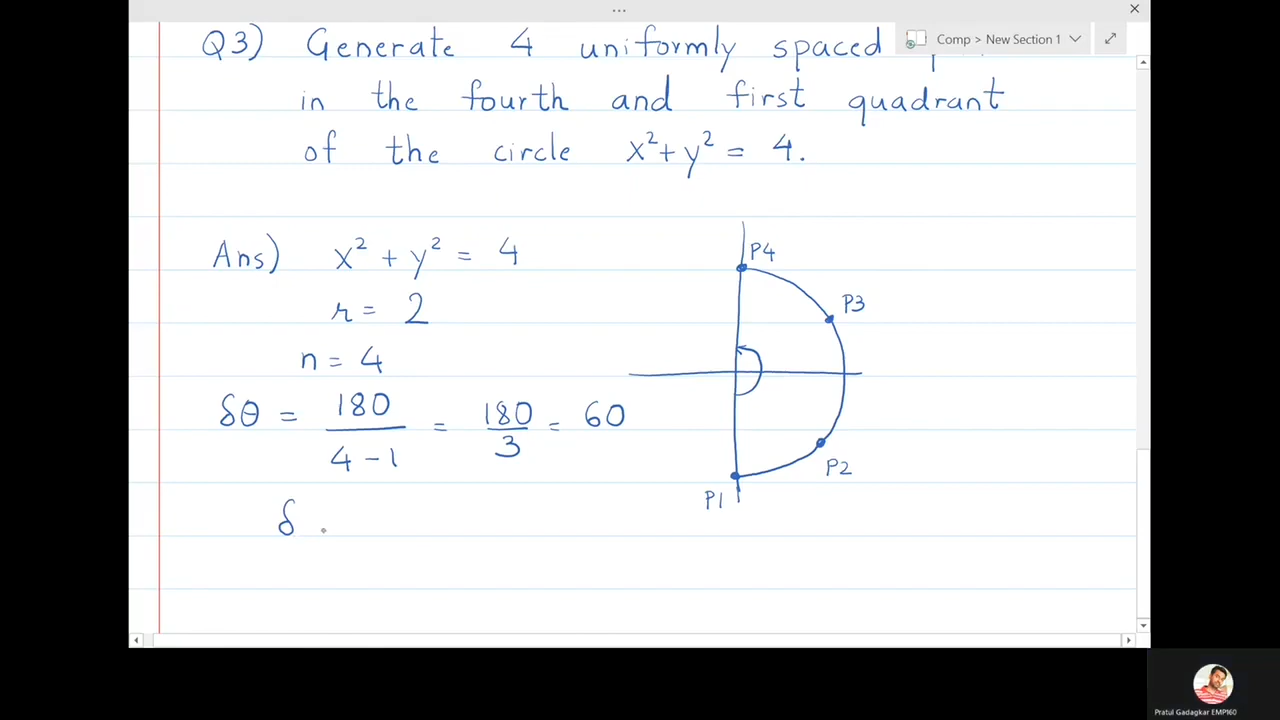 ...
Comp > New Section 1
Q3) Generate 4 uniformly spaced
in the fourth and first quadrant
of the circle x²+y² = 4.
Ans) x² + y² = 4
r = 2
n = 4
δθ = 180 / 4-1 = 180 / 3 = 60
δ
P4
P3
P2
P1
Pratul Gadagkar EMP160